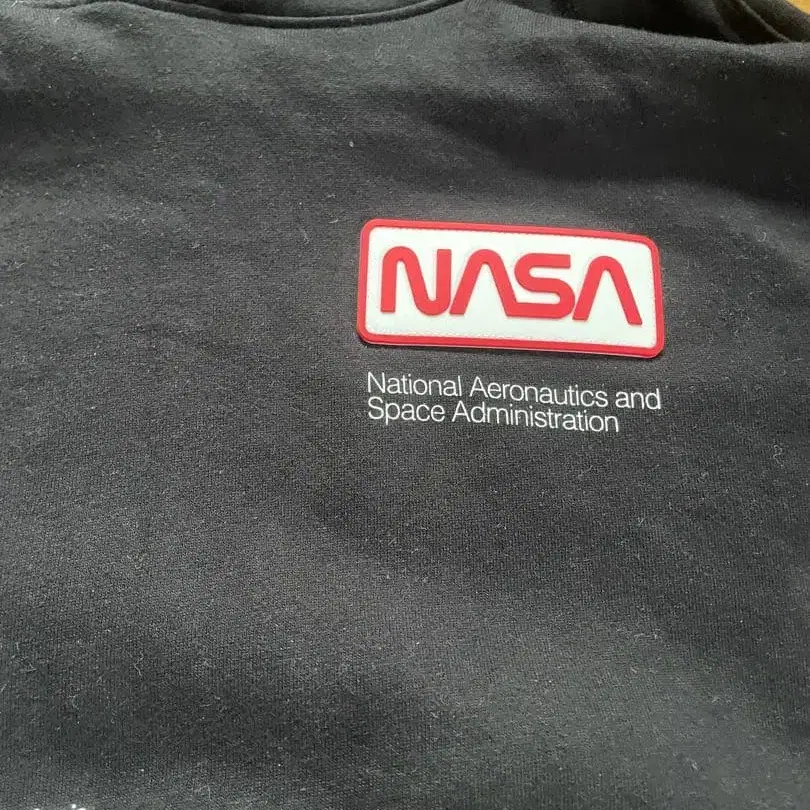 NASA
National Aeronautics and
Space Administration